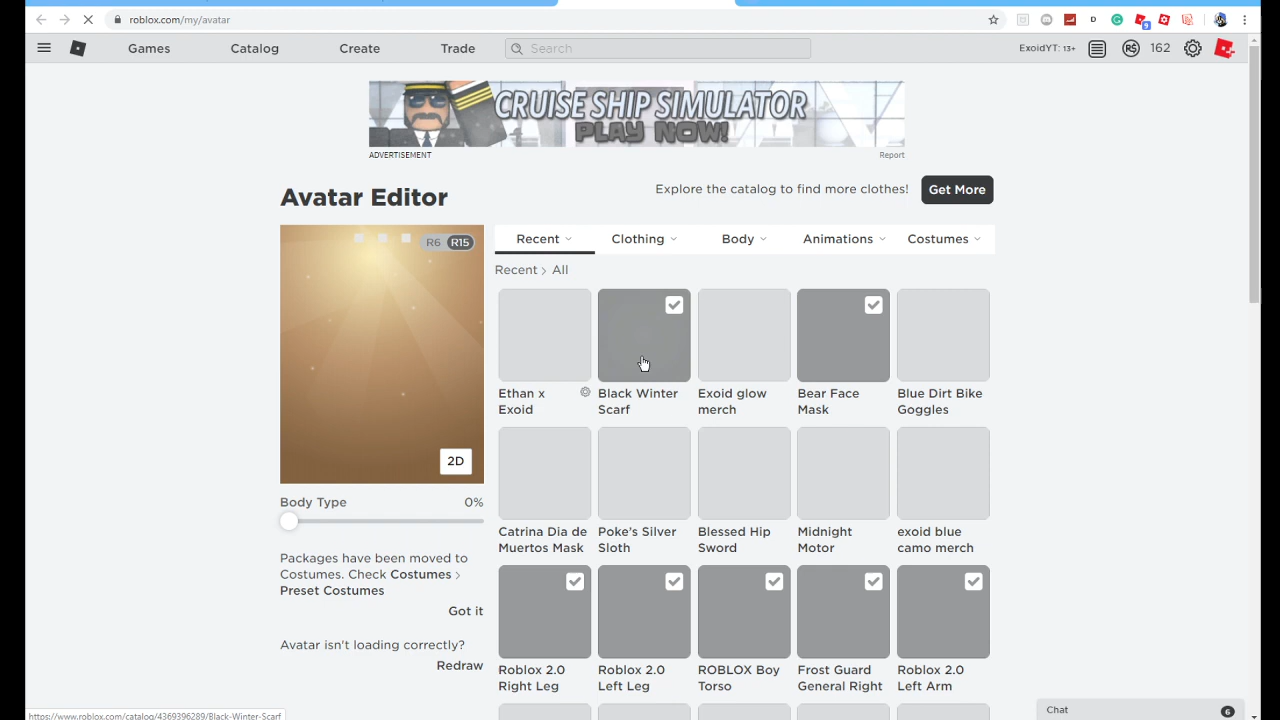 roblox.com/my/avatar
Games Catalog Create Trade Search ExoidYT: 13+ 162
CRUISE SHIP SIMULATOR
PLAY NOW!
ADVERTISEMENT Report
Avatar Editor
Explore the catalog to find more clothes! Get More
R6 R15
2D
Body Type 0%
Packages have been moved to
Costumes. Check Costumes >
Preset Costumes
Got it
Avatar isn't loading correctly?
Redraw
Recent Clothing Body Animations Costumes
Recent > All
Ethan x
Exoid
Black Winter
Scarf
Exoid glow
merch
Bear Face
Mask
Blue Dirt Bike
Goggles
Catrina Dia de
Muertos Mask
Poke's Silver
Sloth
Blessed Hip
Sword
Midnight
Motor
exoid blue
camo merch
Roblox 2.0
Right Leg
Roblox 2.0
Left Leg
ROBLOX Boy
Torso
Frost Guard
General Right
Roblox 2.0
Left Arm
https://www.roblox.com/catalog/4369396289/Black-Winter-Scarf
Chat 6